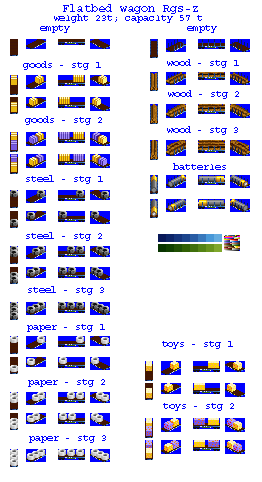 Flatbed wagon Rgs-z
weight 23t; capacity 57 t
empty
goods - stg 1
goods - stg 2
steel - stg 1
steel - stg 2
steel - stg 3
paper - stg 1
paper - stg 2
paper - stg 3
empty
wood - stg 1
wood - stg 2
wood - stg 3
batteries
toys - stg 1
toys - stg 2